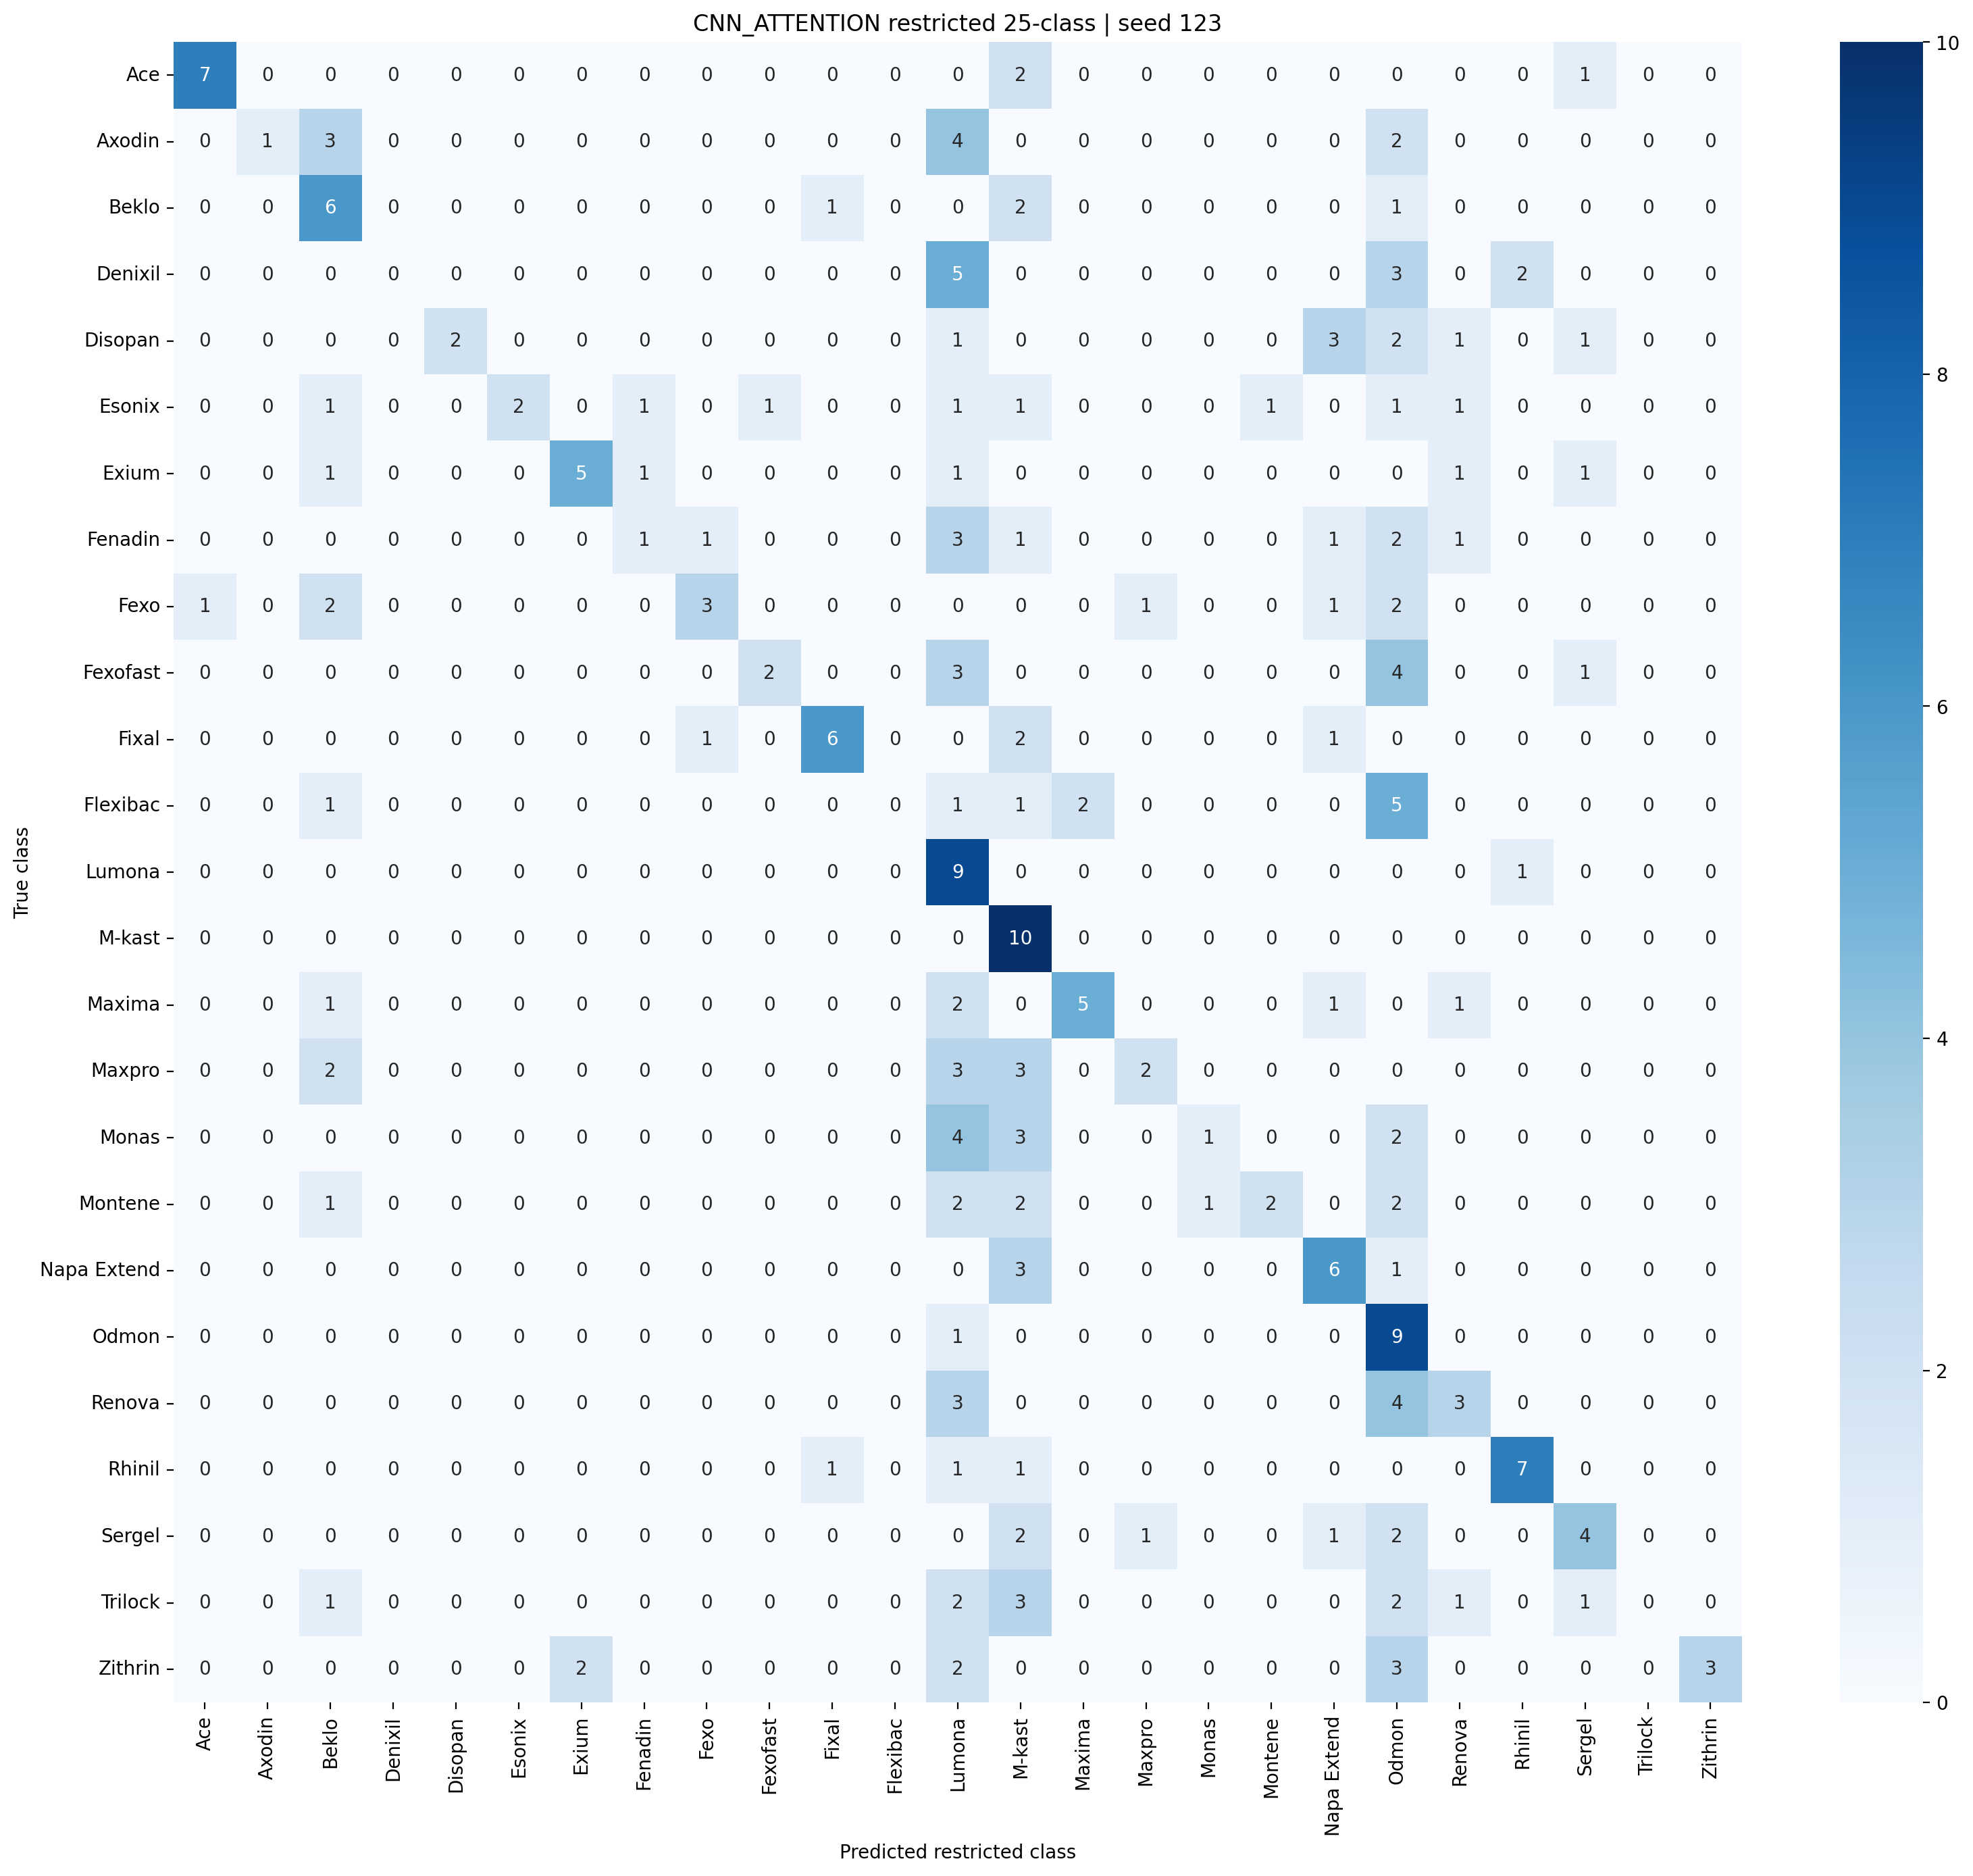 CNN_ATTENTION restricted 25-class | seed 123
Ace 7 0 0 0 0 0 0 0 0 0 0 0 0 2 0 0 0 0 0 0 0 0 1 0 0
Axodin 0 1 3 0 0 0 0 0 0 0 0 0 4 0 0 0 0 0 0 2 0 0 0 0 0
Beklo 0 0 6 0 0 0 0 0 0 0 1 0 0 2 0 0 0 0 0 1 0 0 0 0 0
Denixil 0 0 0 0 0 0 0 0 0 0 0 0 5 0 0 0 0 0 0 3 0 2 0 0 0
Disopan 0 0 0 0 2 0 0 0 0 0 0 0 1 0 0 0 0 0 3 2 1 0 1 0 0
Esonix 0 0 1 0 0 2 0 1 0 1 0 0 1 1 0 0 0 1 0 1 1 0 0 0 0
Exium 0 0 1 0 0 0 5 1 0 0 0 0 1 0 0 0 0 0 0 0 1 0 1 0 0
Fenadin 0 0 0 0 0 0 0 1 1 0 0 0 3 1 0 0 0 0 1 2 1 0 0 0 0
Fexo 1 0 2 0 0 0 0 0 3 0 0 0 0 0 0 1 0 0 1 2 0 0 0 0 0
Fexofast 0 0 0 0 0 0 0 0 0 2 0 0 3 0 0 0 0 0 0 4 0 0 1 0 0
Fixal 0 0 0 0 0 0 0 0 1 0 6 0 0 2 0 0 0 0 1 0 0 0 0 0 0
Flexibac 0 0 1 0 0 0 0 0 0 0 0 0 1 1 2 0 0 0 0 5 0 0 0 0 0
Lumona 0 0 0 0 0 0 0 0 0 0 0 0 9 0 0 0 0 0 0 0 0 1 0 0 0
M-kast 0 0 0 0 0 0 0 0 0 0 0 0 0 10 0 0 0 0 0 0 0 0 0 0 0
Maxima 0 0 1 0 0 0 0 0 0 0 0 0 2 0 5 0 0 0 1 0 1 0 0 0 0
Maxpro 0 0 2 0 0 0 0 0 0 0 0 0 3 3 0 2 0 0 0 0 0 0 0 0 0
Monas 0 0 0 0 0 0 0 0 0 0 0 0 4 3 0 0 1 0 0 2 0 0 0 0 0
Montene 0 0 1 0 0 0 0 0 0 0 0 0 2 2 0 0 1 2 0 2 0 0 0 0 0
Napa Extend 0 0 0 0 0 0 0 0 0 0 0 0 0 3 0 0 0 0 6 1 0 0 0 0 0
Odmon 0 0 0 0 0 0 0 0 0 0 0 0 1 0 0 0 0 0 0 9 0 0 0 0 0
Renova 0 0 0 0 0 0 0 0 0 0 0 0 3 0 0 0 0 0 0 4 3 0 0 0 0
Rhinil 0 0 0 0 0 0 0 0 0 0 1 0 1 1 0 0 0 0 0 0 0 7 0 0 0
Sergel 0 0 0 0 0 0 0 0 0 0 0 0 0 2 0 1 0 0 1 2 0 0 4 0 0
Trilock 0 0 1 0 0 0 0 0 0 0 0 0 2 3 0 0 0 0 0 2 1 0 1 0 0
Zithrin 0 0 0 0 0 0 2 0 0 0 0 0 2 0 0 0 0 0 0 3 0 0 0 0 3
Ace Axodin Beklo Denixil Disopan Esonix Exium Fenadin Fexo Fexofast Fixal Flexibac Lumona M-kast Maxima Maxpro Monas Montene Napa Extend Odmon Renova Rhinil Sergel Trilock Zithrin
Predicted restricted class
True class
10
8
6
4
2
0